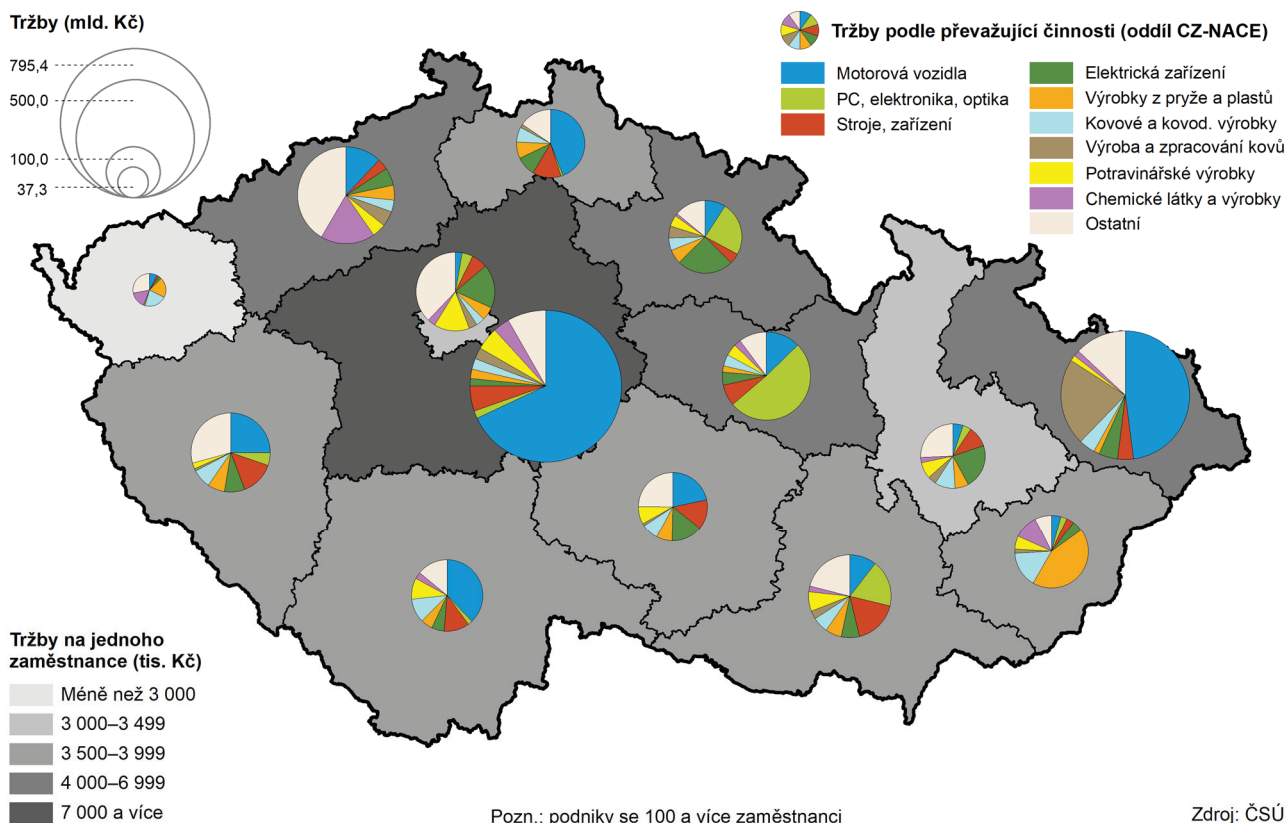 Tržby (mld. Kč)
795,4
500,0
100,0
37,3
Tržby podle převažující činnosti (oddíl CZ-NACE)
Motorová vozidla
PC, elektronika, optika
Stroje, zařízení
Elektrická zařízení
Výrobky z pryže a plastů
Kovové a kovod. výrobky
Výroba a zpracování kovů
Potravinářské výrobky
Chemické látky a výrobky
Ostatní
Tržby na jednoho
zaměstnance (tis. Kč)
Méně než 3 000
3 000–3 499
3 500–3 999
4 000–6 999
7 000 a více
Pozn.: podniky se 100 a více zaměstnanci
Zdroj: ČSÚ